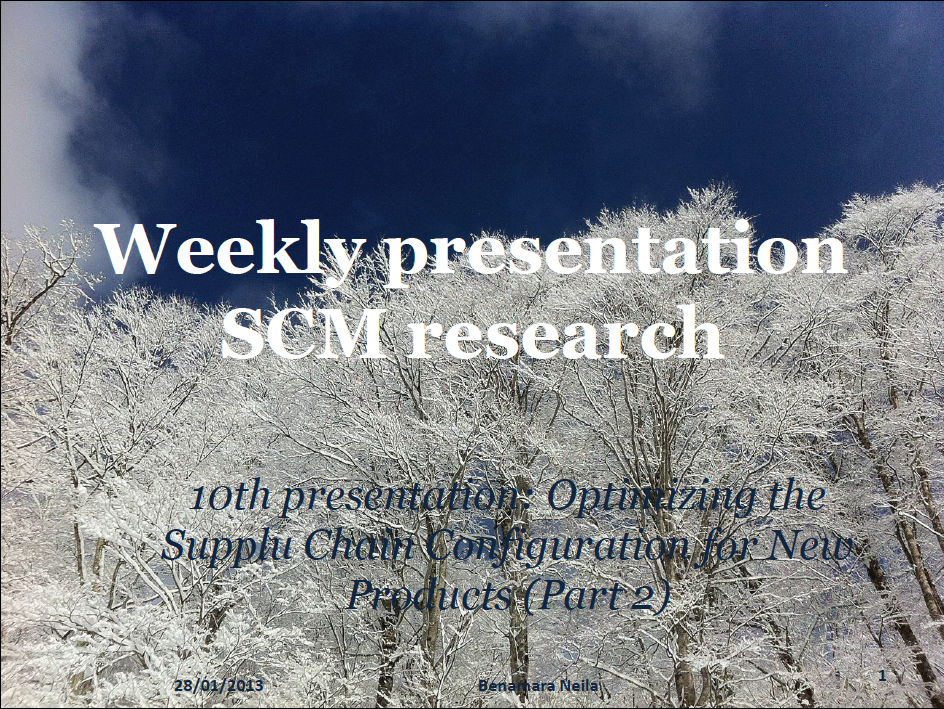 Weekly presentation
SCM research
10th presentation: Optimizing the
Supplu Chain Configuration for New
Products (Part 2)
28/01/2013
Benamara Neila
1